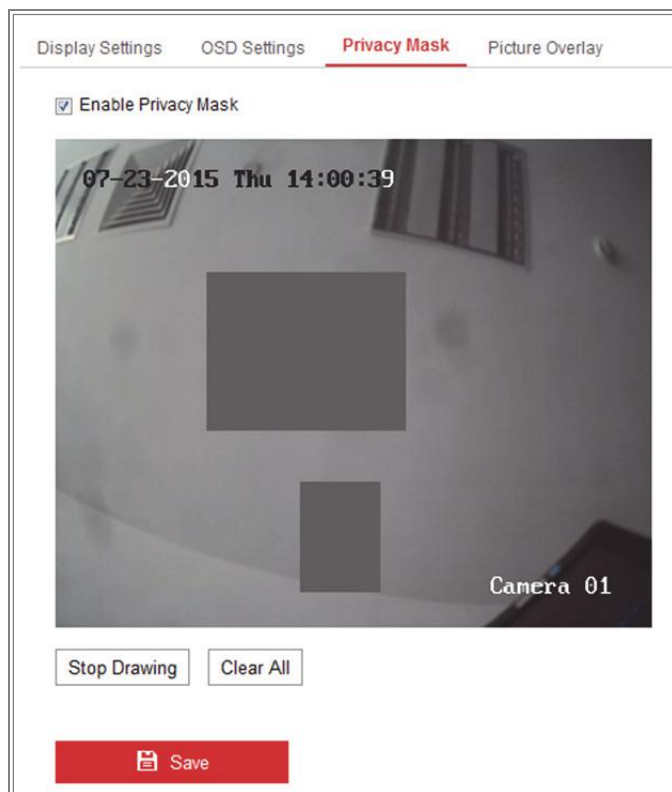 Display Settings OSD Settings Privacy Mask Picture Overlay
Enable Privacy Mask
07-23-2015 Thu 14:00:39
Camera 01
Stop Drawing Clear All
Save